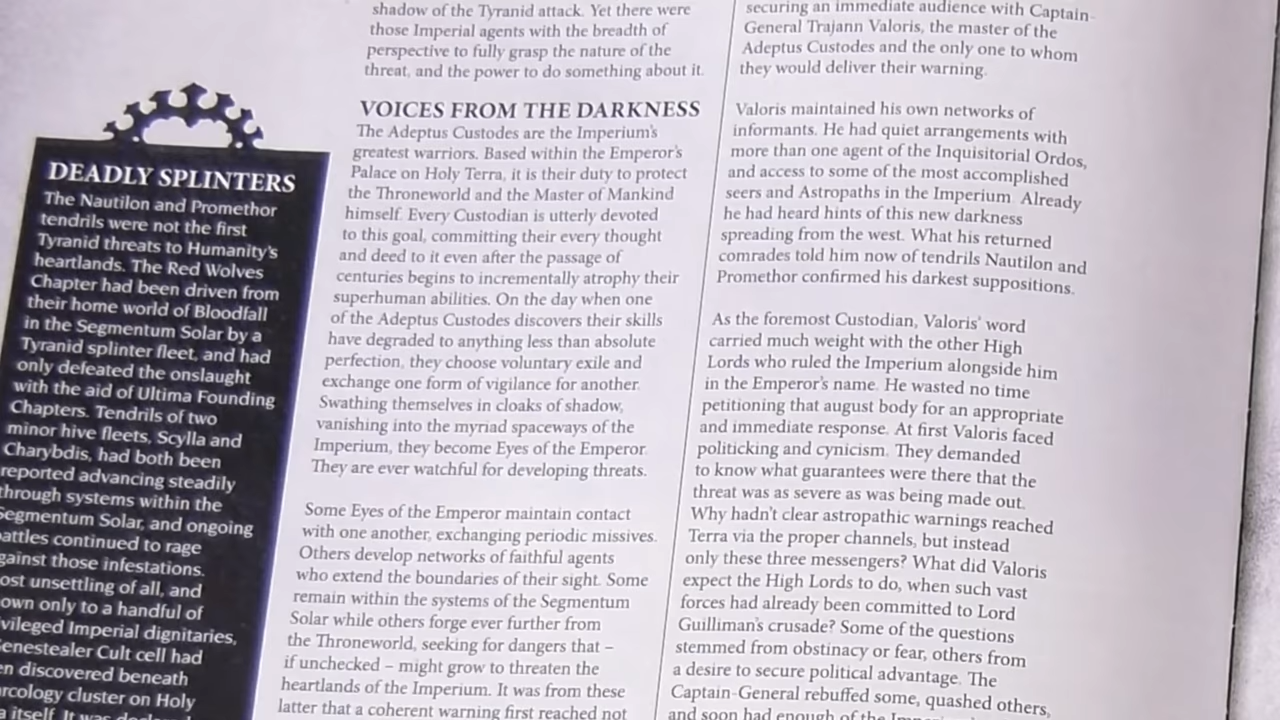 shadow of the Tyranid attack. Yet there were
those Imperial agents with the breadth of
perspective to fully grasp the nature of the
threat, and the power to do something about it.
VOICES FROM THE DARKNESS
The Adeptus Custodes are the Imperium's
greatest warriors. Based within the Emperor's
Palace on Holy Terra, it is their duty to protect
the Throneworld and the Master of Mankind
himself. Every Custodian is utterly devoted
to this goal, committing their every thought
and deed to it even after the passage of
centuries begins to incrementally atrophy their
superhuman abilities. On the day when one
of the Adeptus Custodes discovers their skills
have degraded to anything less than absolute
perfection, they choose voluntary exile and
exchange one form of vigilance for another.
Swathing themselves in cloaks of shadow,
vanishing into the myriad spaceways of the
Imperium, they become Eyes of the Emperor.
They are ever watchful for developing threats.
Some Eyes of the Emperor maintain contact
with one another, exchanging periodic missives.
Others develop networks of faithful agents
who extend the boundaries of their sight. Some
remain within the systems of the Segmentum
Solar while others forge ever further from
the Throneworld, seeking for dangers that –
if unchecked – might grow to threaten the
heartlands of the Imperium. It was from these
latter that a coherent warning first reached not
securing an immediate audience with Captain-
General Trajann Valoris, the master of the
Adeptus Custodes and the only one to whom
they would deliver their warning.
Valoris maintained his own networks of
informants. He had quiet arrangements with
more than one agent of the Inquisitorial Ordos,
and access to some of the most accomplished
seers and Astropaths in the Imperium. Already
he had heard hints of this new darkness
spreading from the west. What his returned
comrades told him now of tendrils Nautilon and
Promethor confirmed his darkest suppositions.
As the foremost Custodian, Valoris' word
carried much weight with the other High
Lords who ruled the Imperium alongside him
in the Emperor's name. He wasted no time
petitioning that august body for an appropriate
and immediate response. At first Valoris faced
politicking and cynicism. They demanded
to know what guarantees were there that the
threat was as severe as was being made out.
Why hadn't clear astropathic warnings reached
Terra via the proper channels, but instead
only these three messengers? What did Valoris
expect the High Lords to do, when such vast
forces had already been committed to Lord
Guilliman's crusade? Some of the questions
stemmed from obstinacy or fear, others from
a desire to secure political advantage. The
Captain-General rebuffed some, quashed others,
and soon had enough of the
DEADLY SPLINTERS
The Nautilon and Promethor
tendrils were not the first
Tyranid threats to Humanity's
heartlands. The Red Wolves
Chapter had been driven from
their home world of Bloodfall
in the Segmentum Solar by a
Tyranid splinter fleet, and had
only defeated the onslaught
with the aid of Ultima Founding
Chapters. Tendrils of two
minor hive fleets, Scylla and
Charybdis, had both been
reported advancing steadily
through systems within the
Segmentum Solar, and ongoing
attles continued to rage
gainst those infestations.
ost unsettling of all, and
own only to a handful of
vileged Imperial dignitaries,
enestealer Cult cell had
en discovered beneath
rcology cluster on Holy
a itself. It was